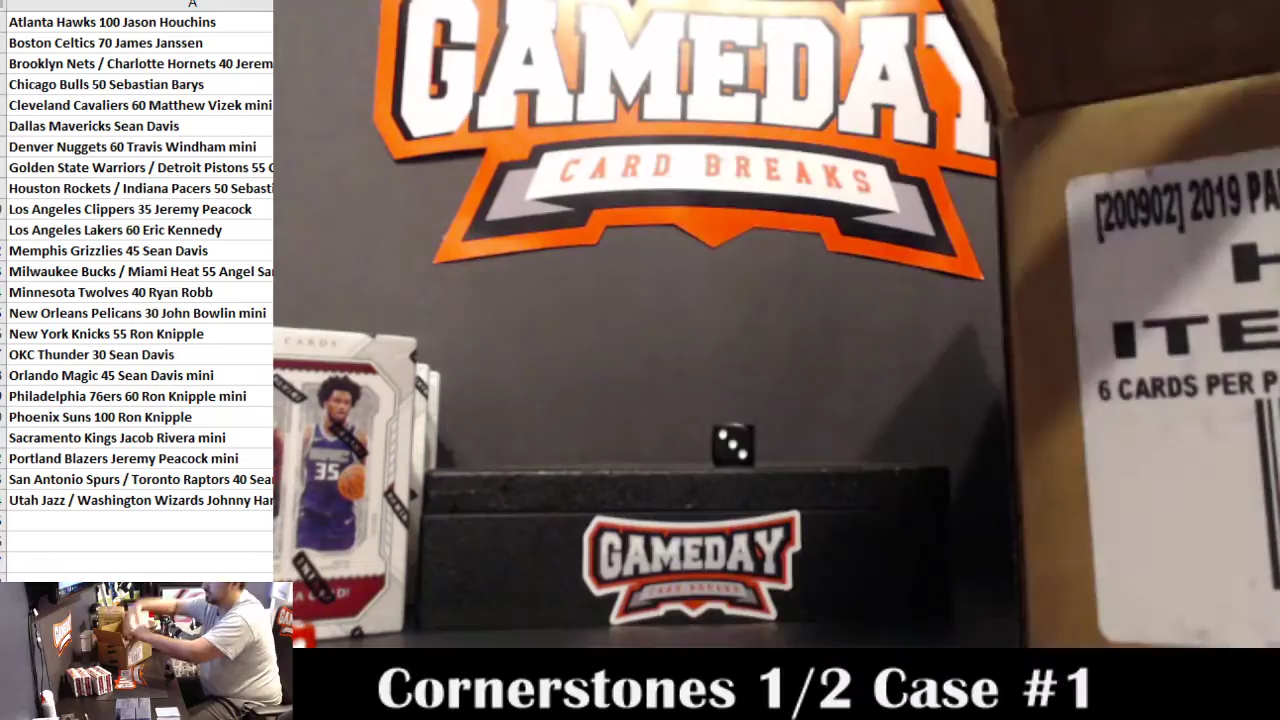 A
Atlanta Hawks 100 Jason Houchins
Boston Celtics 70 James Janssen
Brooklyn Nets / Charlotte Hornets 40 Jerem
Chicago Bulls 50 Sebastian Barys
Cleveland Cavaliers 60 Matthew Vizek mini
Dallas Mavericks Sean Davis
Denver Nuggets 60 Travis Windham mini
Golden State Warriors / Detroit Pistons 55
Houston Rockets / Indiana Pacers 50 Sebasti
Los Angeles Clippers 35 Jeremy Peacock
Los Angeles Lakers 60 Eric Kennedy
Memphis Grizzlies 45 Sean Davis
Milwaukee Bucks / Miami Heat 55 Angel Sa
Minnesota Twolves 40 Ryan Robb
New Orleans Pelicans 30 John Bowlin mini
New York Knicks 55 Ron Knipple
OKC Thunder 30 Sean Davis
Orlando Magic 45 Sean Davis mini
Philadelphia 76ers 60 Ron Knipple mini
Phoenix Suns 100 Ron Knipple
Sacramento Kings Jacob Rivera mini
Portland Blazers Jeremy Peacock mini
San Antonio Spurs / Toronto Raptors 40 Sea
Utah Jazz / Washington Wizards Johnny Ha
GAMEDAY
CARD BREAKS
[200902] 2019 PA
H
ITE
6 CARDS PER P
CARDS
35
GAMEDAY
CARD BREAKS
Cornerstones 1/2 Case #1